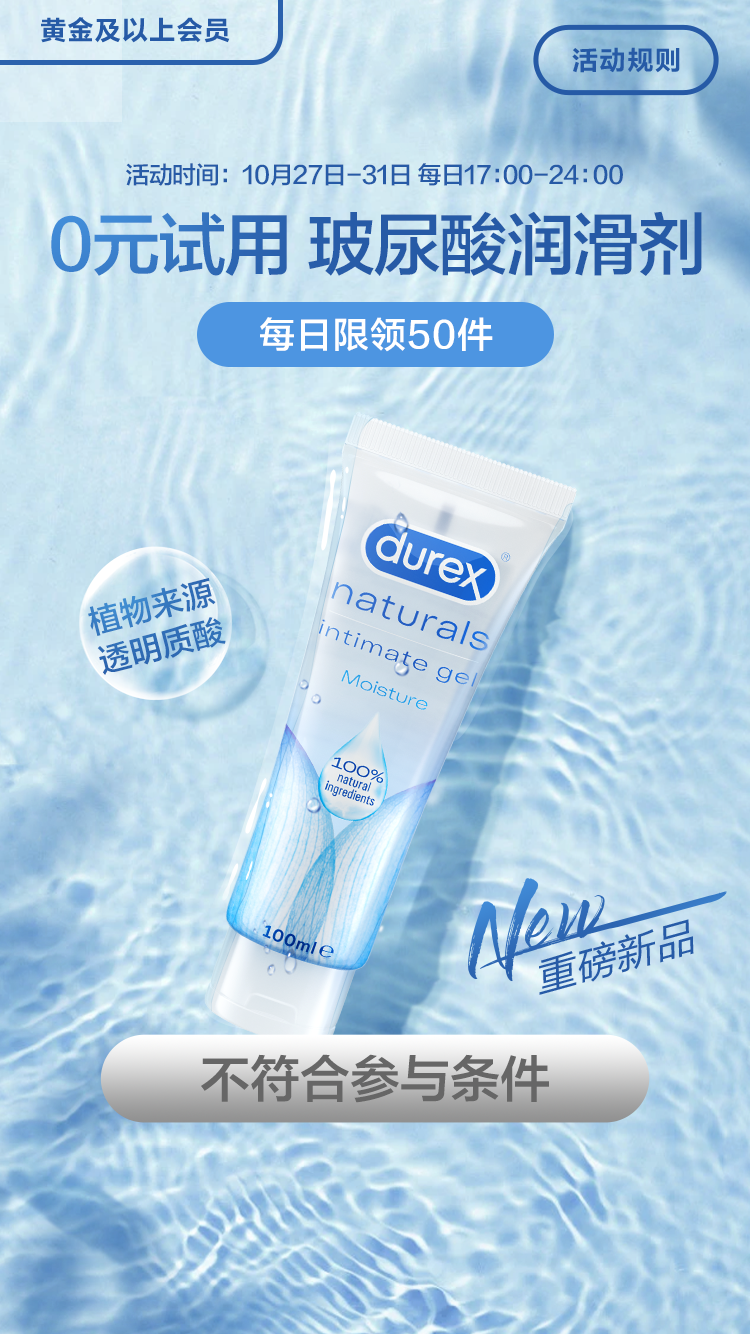 黄金及以上会员
活动规则
活动时间：10月27日-31日 每日17:00-24:00
0元试用 玻尿酸润滑剂
每日限领50件
durex®
naturals
intimate gel
Moisture
植物来源
透明质酸
100%
natural
ingredients
100ml ℮
New
重磅新品
不符合参与条件